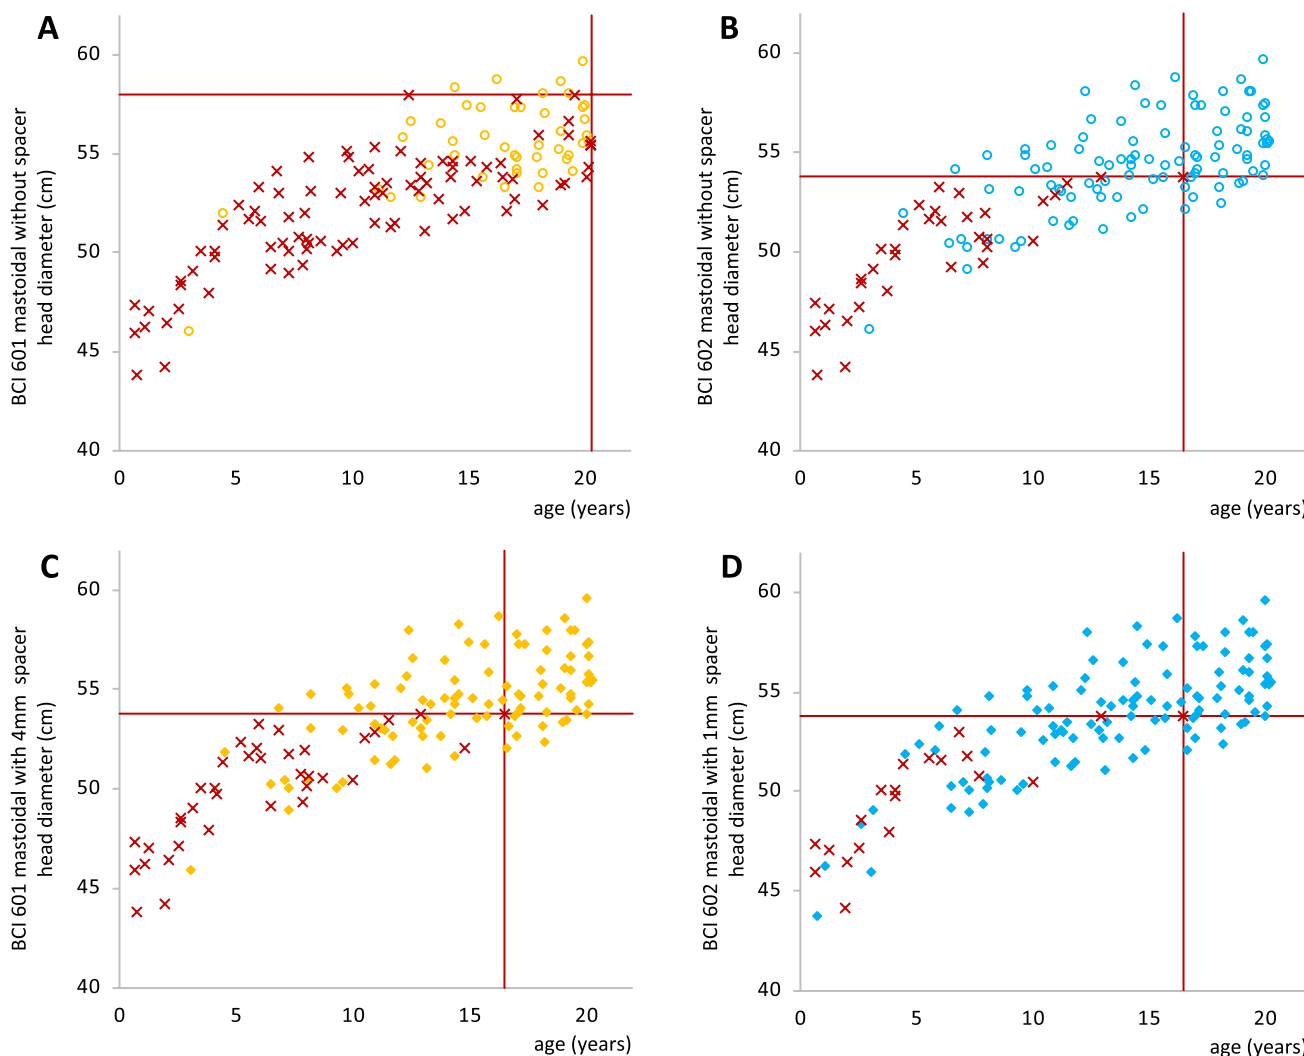 A
BCI 601 mastoidal without spacer
head diameter (cm)
60
55
50
45
40
0 5 10 15 20
age (years)
B
BCI 602 mastoidal without spacer
head diameter (cm)
60
55
50
45
40
0 5 10 15 20
age (years)
C
BCI 601 mastoidal with 4mm spacer
head diameter (cm)
60
55
50
45
40
0 5 10 15 20
age (years)
D
BCI 602 mastoidal with 1mm spacer
head diameter (cm)
60
55
50
45
40
0 5 10 15 20
age (years)